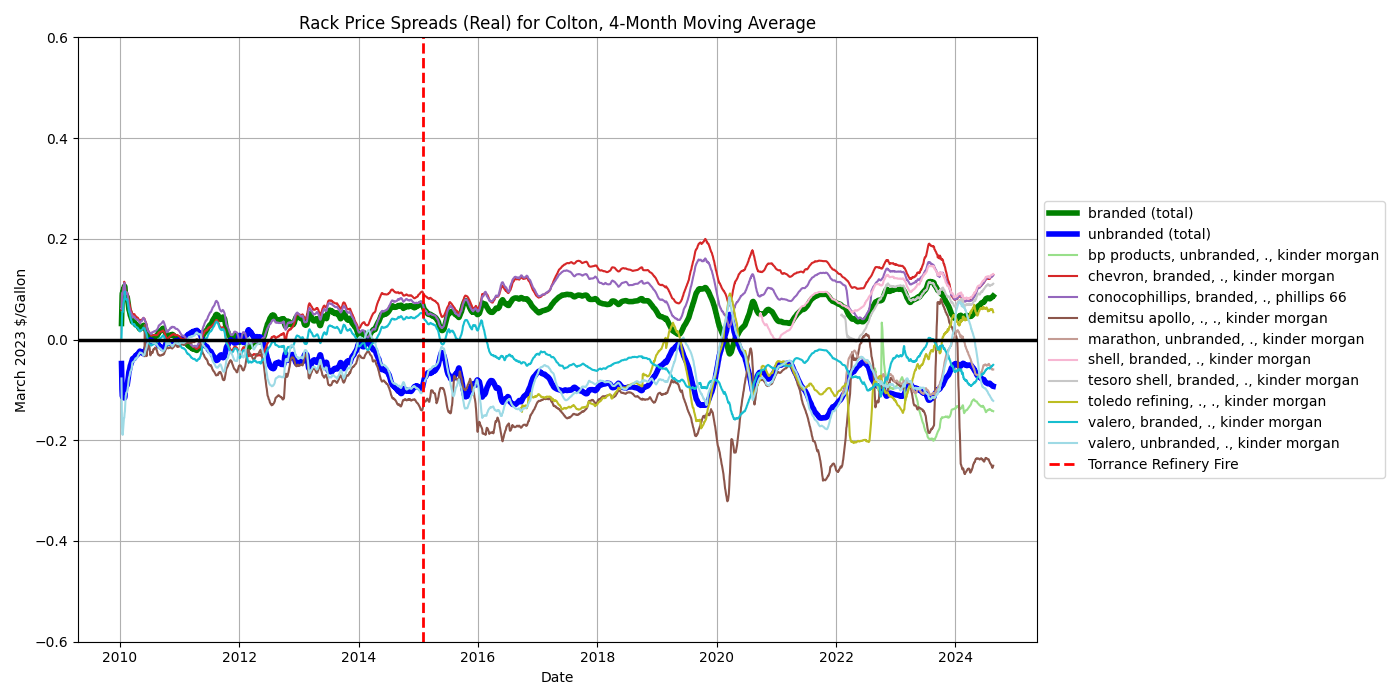 Rack Price Spreads (Real) for Colton, 4-Month Moving Average
March 2023 $/Gallon
0.6
0.4
0.2
0.0
−0.2
−0.4
−0.6
2010 2012 2014 2016 2018 2020 2022 2024
Date
branded (total)
unbranded (total)
bp products, unbranded, ., kinder morgan
chevron, branded, ., kinder morgan
conocophillips, branded, ., phillips 66
demitsu apollo, ., ., kinder morgan
marathon, unbranded, ., kinder morgan
shell, branded, ., kinder morgan
tesoro shell, branded, ., kinder morgan
toledo refining, ., ., kinder morgan
valero, branded, ., kinder morgan
valero, unbranded, ., kinder morgan
Torrance Refinery Fire